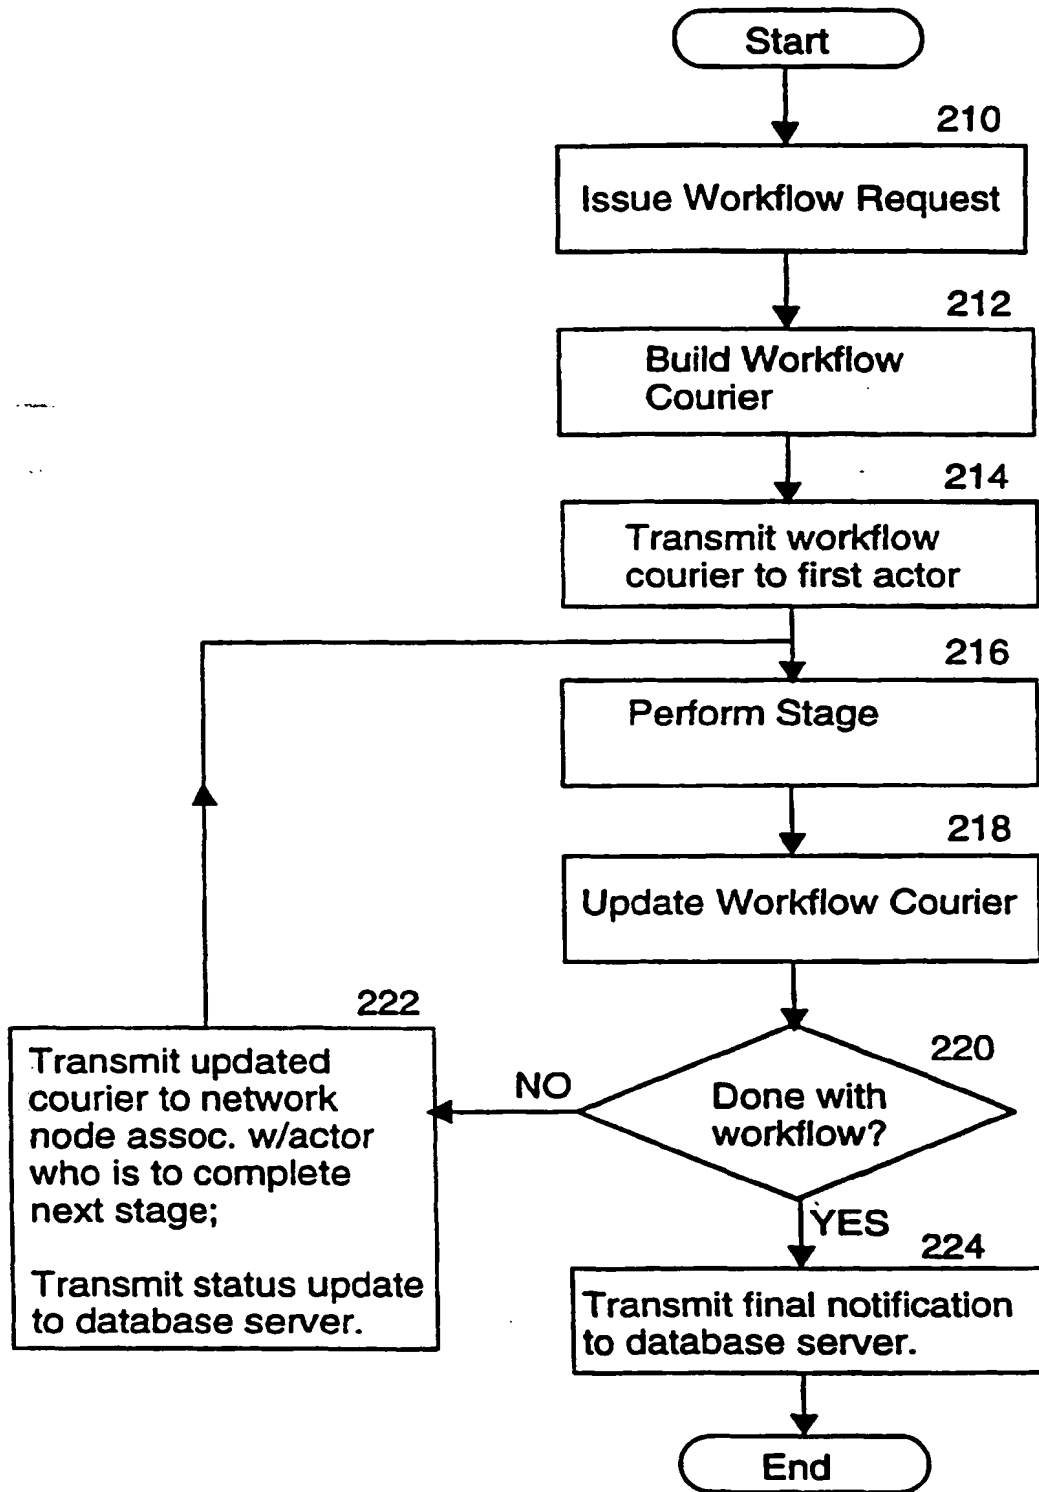 Start
210
Issue Workflow Request
212
Build Workflow
Courier
214
Transmit workflow
courier to first actor
216
Perform Stage
218
Update Workflow Courier
220
Done with
workflow?
NO
222
Transmit updated
courier to network
node assoc. w/actor
who is to complete
next stage;
Transmit status update
to database server.
YES
224
Transmit final notification
to database server.
End